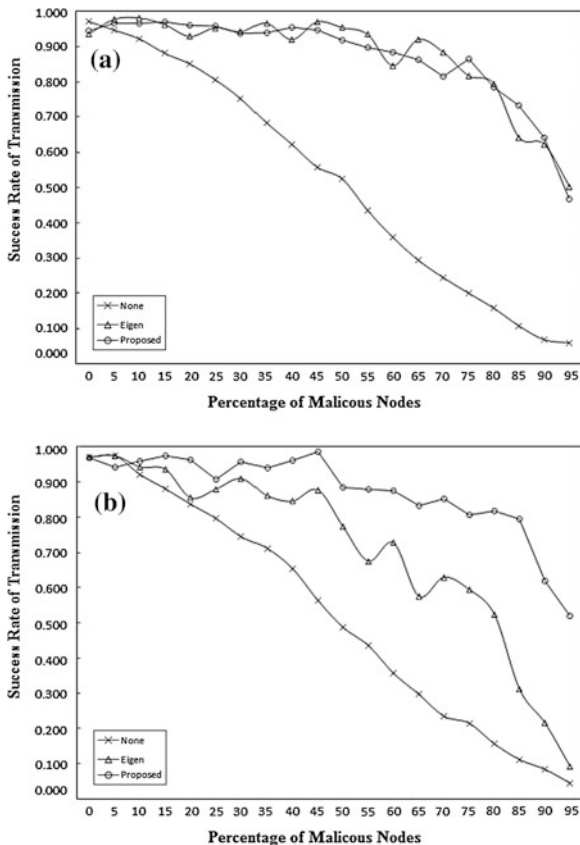 (a)
Success Rate of Transmission
1.000
0.900
0.800
0.700
0.600
0.500
0.400
0.300
0.200
0.100
0.000
None
Eigen
Proposed
0 5 10 15 20 25 30 35 40 45 50 55 60 65 70 75 80 85 90 95
Percentage of Malicous Nodes
(b)
Success Rate of Transmission
1.000
0.900
0.800
0.700
0.600
0.500
0.400
0.300
0.200
0.100
0.000
None
Eigen
Proposed
0 5 10 15 20 25 30 35 40 45 50 55 60 65 70 75 80 85 90 95
Percentage of Malicous Nodes